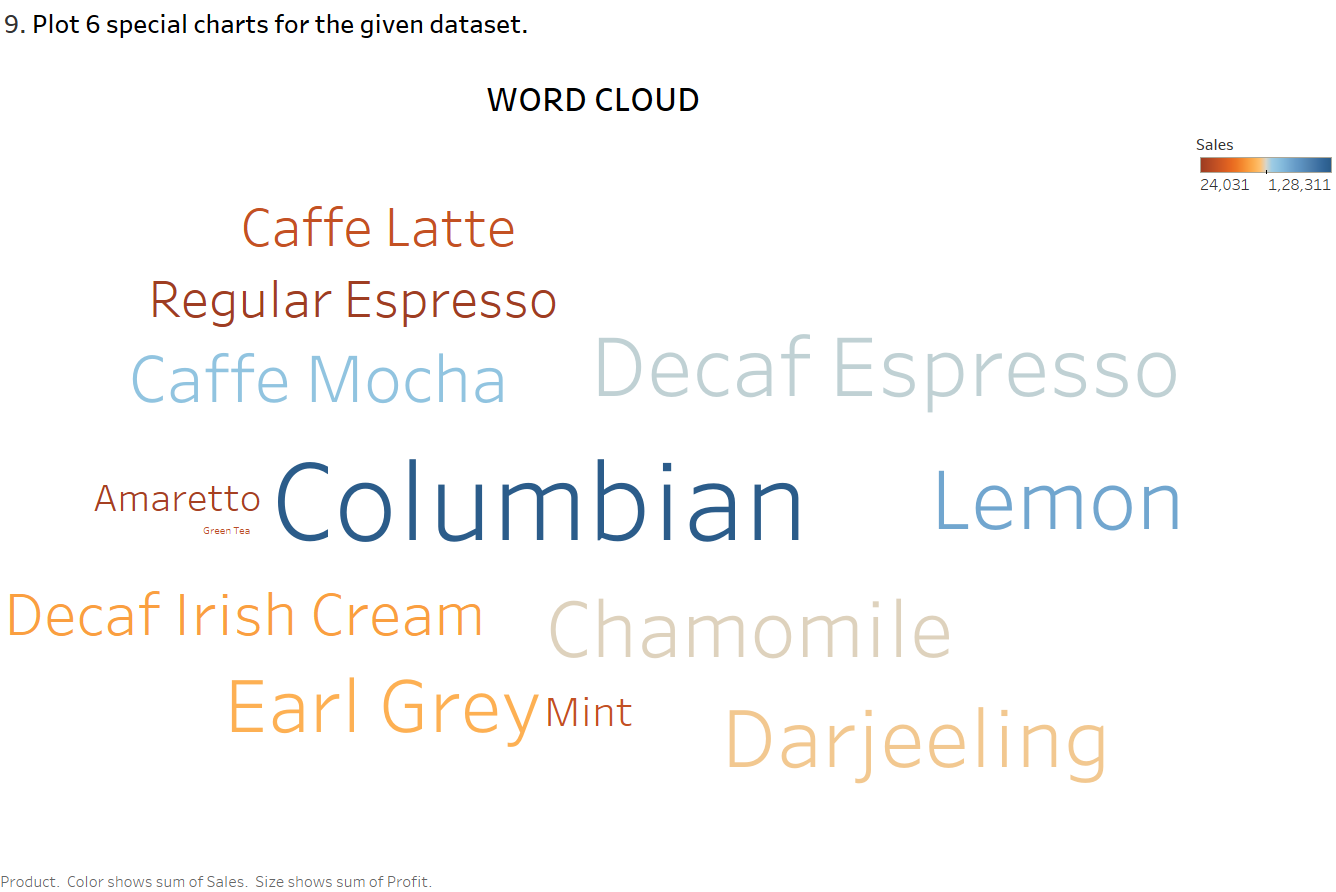 9. Plot 6 special charts for the given dataset.
WORD CLOUD
Sales
24,031 1,28,311
Caffe Latte
Regular Espresso
Caffe Mocha
Decaf Espresso
Amaretto
Columbian
Lemon
Green Tea
Decaf Irish Cream
Chamomile
Earl Grey
Mint
Darjeeling
Product. Color shows sum of Sales. Size shows sum of Profit.